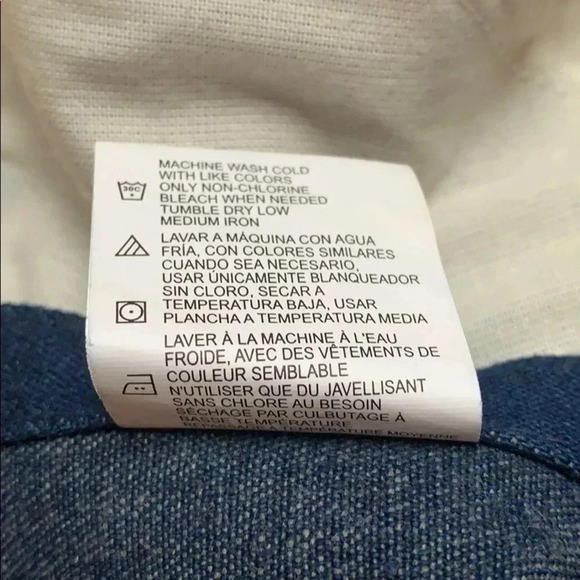 MACHINE WASH COLD
WITH LIKE COLORS
30C
ONLY NON-CHLORINE
BLEACH WHEN NEEDED
TUMBLE DRY LOW
MEDIUM IRON
LAVAR A MÁQUINA CON AGUA
FRÍA, CON COLORES SIMILARES
CUANDO SEA NECESARIO,
USAR ÚNICAMENTE BLANQUEADOR
SIN CLORO, SECAR A
TEMPERATURA BAJA, USAR
PLANCHA A TEMPERATURA MEDIA
LAVER À LA MACHINE À L'EAU
FROIDE, AVEC DES VÊTEMENTS DE
COULEUR SEMBLABLE
N'UTILISER QUE DU JAVELLISANT
SANS CHLORE AU BESOIN
SÉCHAGE PAR CULBUTAGE À
BASSE TEMPÉRATURE
REPASSAGE À TEMPÉRATURE MOYENNE